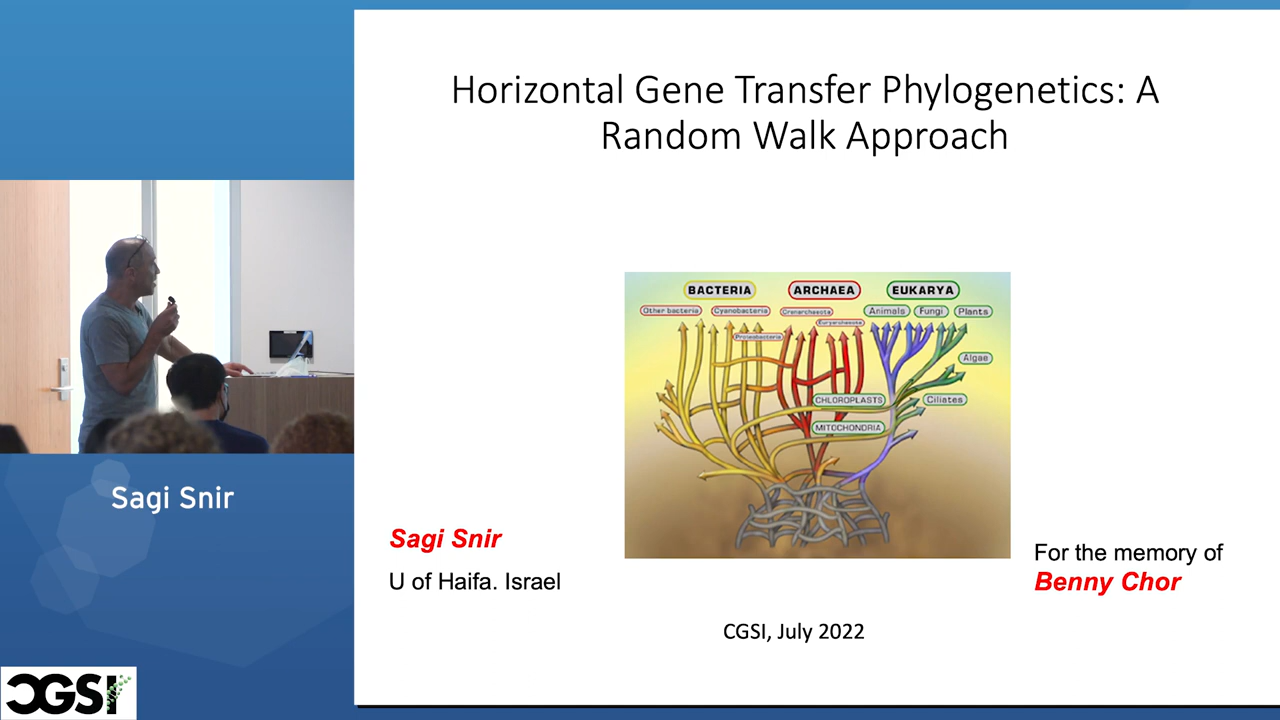 Horizontal Gene Transfer Phylogenetics: A
Random Walk Approach
BACTERIA
ARCHAEA
EUKARYA
Other bacteria
Cyanobacteria
Crenarchaeota
Animals
Fungi
Plants
Euryarchaeota
Proteobacteria
Algae
CHLOROPLASTS
Ciliates
MITOCHONDRIA
Sagi Snir
Sagi Snir
U of Haifa. Israel
For the memory of
Benny Chor
CGSI, July 2022
CGSI